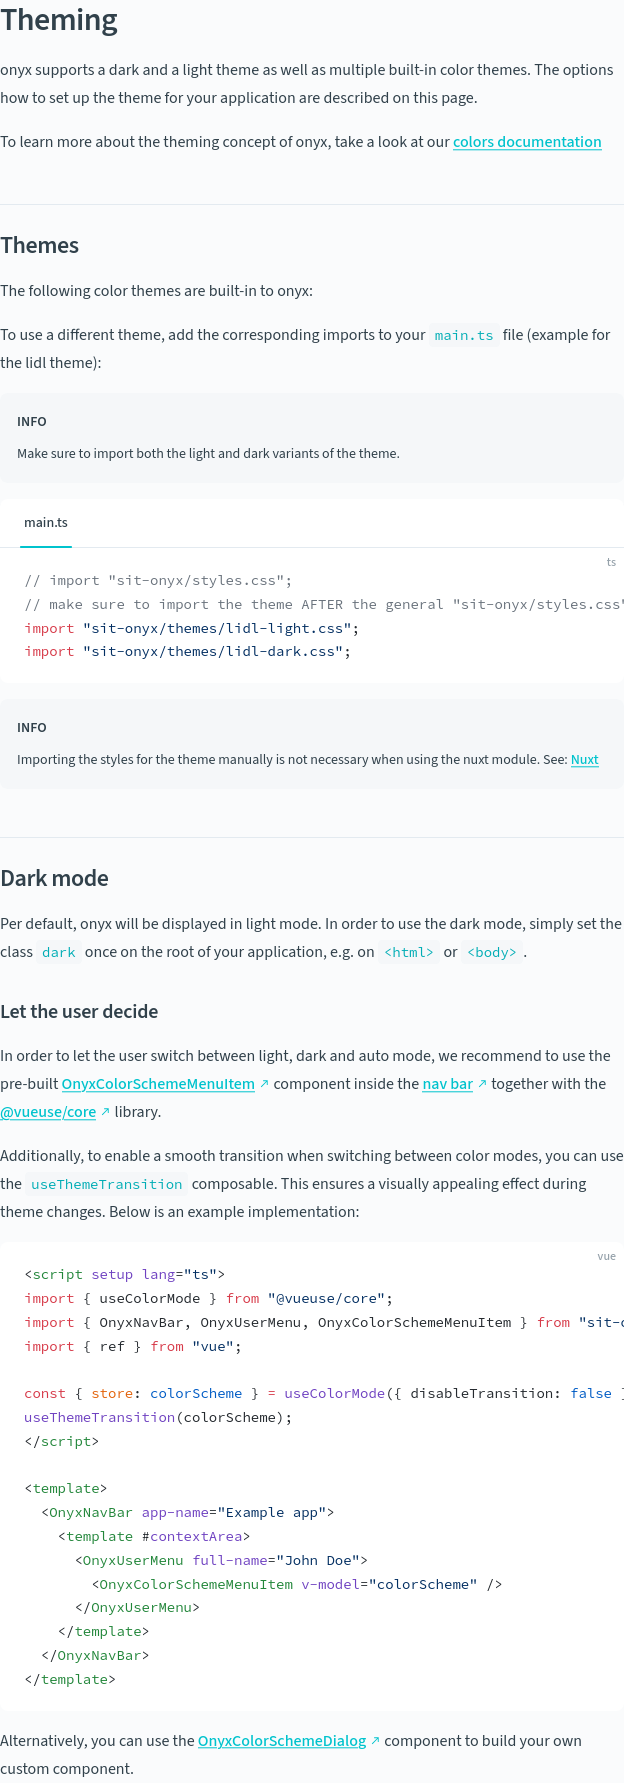 Theming
onyx supports a dark and a light theme as well as multiple built-in color themes. The options
how to set up the theme for your application are described on this page.
To learn more about the theming concept of onyx, take a look at our colors documentation
Themes
The following color themes are built-in to onyx:
To use a different theme, add the corresponding imports to your main.ts file (example for
the lidl theme):
INFO
Make sure to import both the light and dark variants of the theme.
main.ts
ts
// import "sit-onyx/styles.css";
// make sure to import the theme AFTER the general "sit-onyx/styles.css"
import "sit-onyx/themes/lidl-light.css";
import "sit-onyx/themes/lidl-dark.css";
INFO
Importing the styles for the theme manually is not necessary when using the nuxt module. See: Nuxt
Dark mode
Per default, onyx will be displayed in light mode. In order to use the dark mode, simply set the
class dark once on the root of your application, e.g. on <html> or <body> .
Let the user decide
In order to let the user switch between light, dark and auto mode, we recommend to use the
pre-built OnyxColorSchemeMenuItem ↗ component inside the nav bar ↗ together with the
@vueuse/core ↗ library.
Additionally, to enable a smooth transition when switching between color modes, you can use
the useThemeTransition composable. This ensures a visually appealing effect during
theme changes. Below is an example implementation:
vue
<script setup lang="ts">
import { useColorMode } from "@vueuse/core";
import { OnyxNavBar, OnyxUserMenu, OnyxColorSchemeMenuItem } from "sit-o
import { ref } from "vue";
const { store: colorScheme } = useColorMode({ disableTransition: false }
useThemeTransition(colorScheme);
</script>
<template>
<OnyxNavBar app-name="Example app">
<template #contextArea>
<OnyxUserMenu full-name="John Doe">
<OnyxColorSchemeMenuItem v-model="colorScheme" />
</OnyxUserMenu>
</template>
</OnyxNavBar>
</template>
Alternatively, you can use the OnyxColorSchemeDialog ↗ component to build your own
custom component.